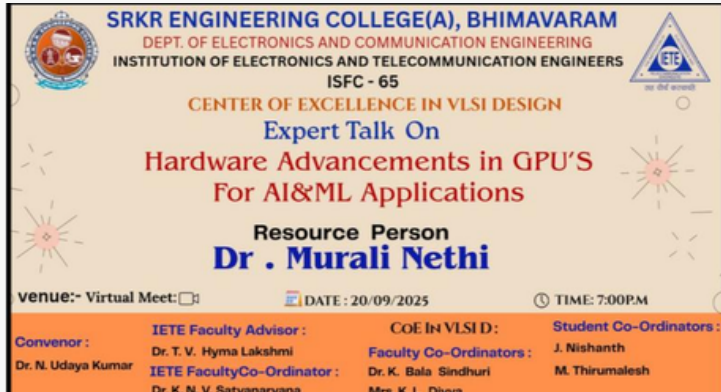 SRKR ENGINEERING COLLEGE(A), BHIMAVARAM
DEPT. OF ELECTRONICS AND COMMUNICATION ENGINEERING
INSTITUTION OF ELECTRONICS AND TELECOMMUNICATION ENGINEERS
ISFC - 65
IETE
CENTER OF EXCELLENCE IN VLSI DESIGN
Expert Talk On
Hardware Advancements in GPU'S
For AI&ML Applications
Resource Person
Dr . Murali Nethi
venue:- Virtual Meet:
DATE : 20/09/2025
TIME: 7:00P.M
Convenor :
Dr. N. Udaya Kumar
IETE Faculty Advisor :
Dr. T. V. Hyma Lakshmi
IETE FacultyCo-Ordinator :
Dr. K. N. V. Satyanaryana
COE IN VLSI D :
Faculty Co-Ordinators :
Dr. K. Bala Sindhuri
Mrs. K.L. Divya
Student Co-Ordinators :
J. Nishanth
M. Thirumalesh